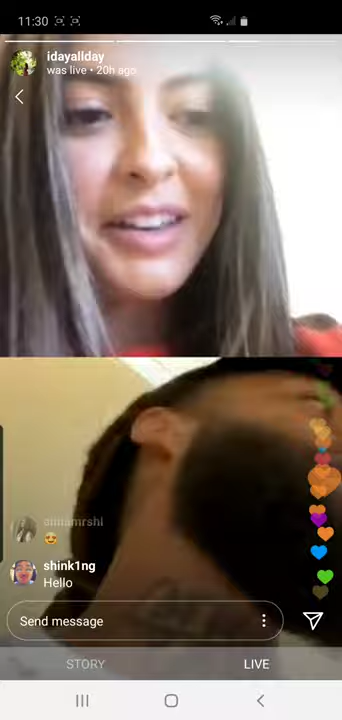 11:30
idayallday
was live • 20h ago
shink1ng
Hello
Send message
STORY
LIVE